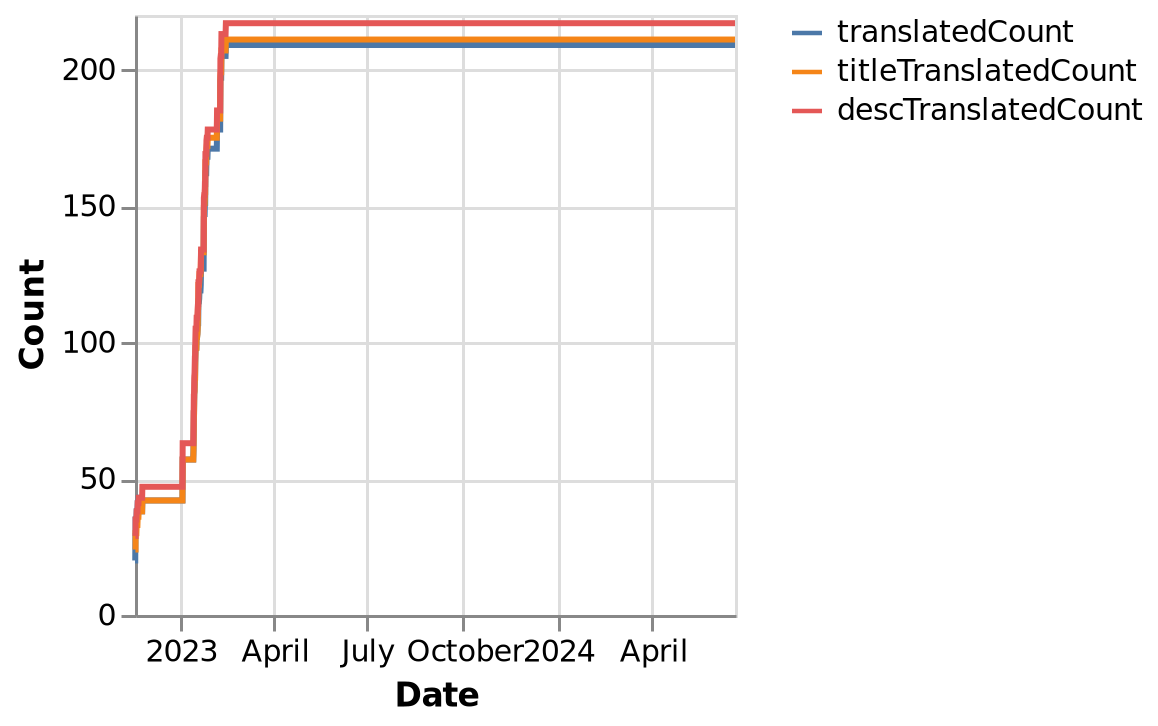 translatedCount
titleTranslatedCount
descTranslatedCount
200
150
100
50
0
Count
2023 April July October 2024 April
Date